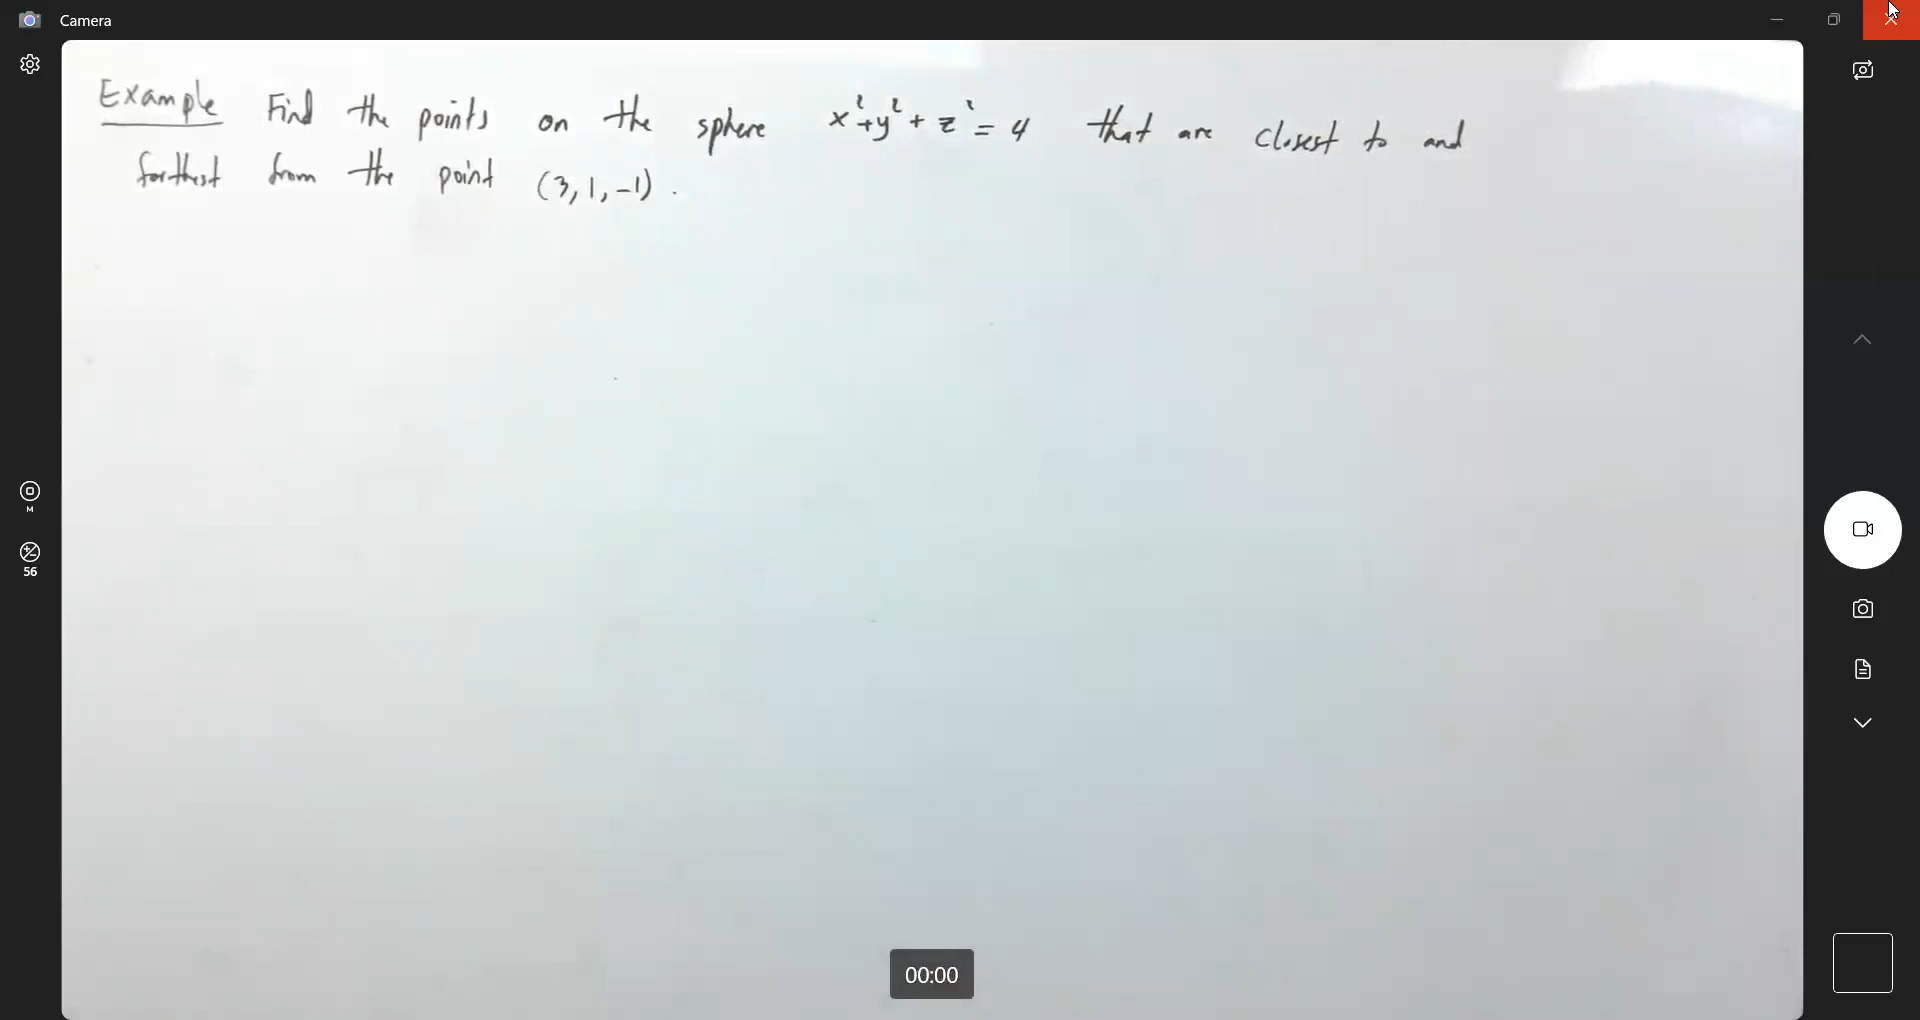 Camera
Example Find the points on the sphere x²+y²+z²=4 that are closest to and
farthest from the point (3, 1, -1).
M
56
00:00